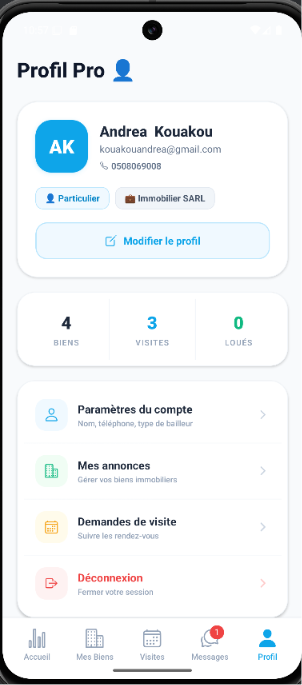 Profil Pro 👤
AK
Andrea Kouakou
kouakouandrea@gmail.com
0508069008
👤 Particulier
💼 Immobilier SARL
Modifier le profil
4
3
0
BIENS
VISITES
LOUÉS
Paramètres du compte
Nom, téléphone, type de bailleur
Mes annonces
Gérer vos biens immobiliers
Demandes de visite
Suivre les rendez-vous
Déconnexion
Fermer votre session
1
Accueil
Mes Biens
Visites
Messages
Profil